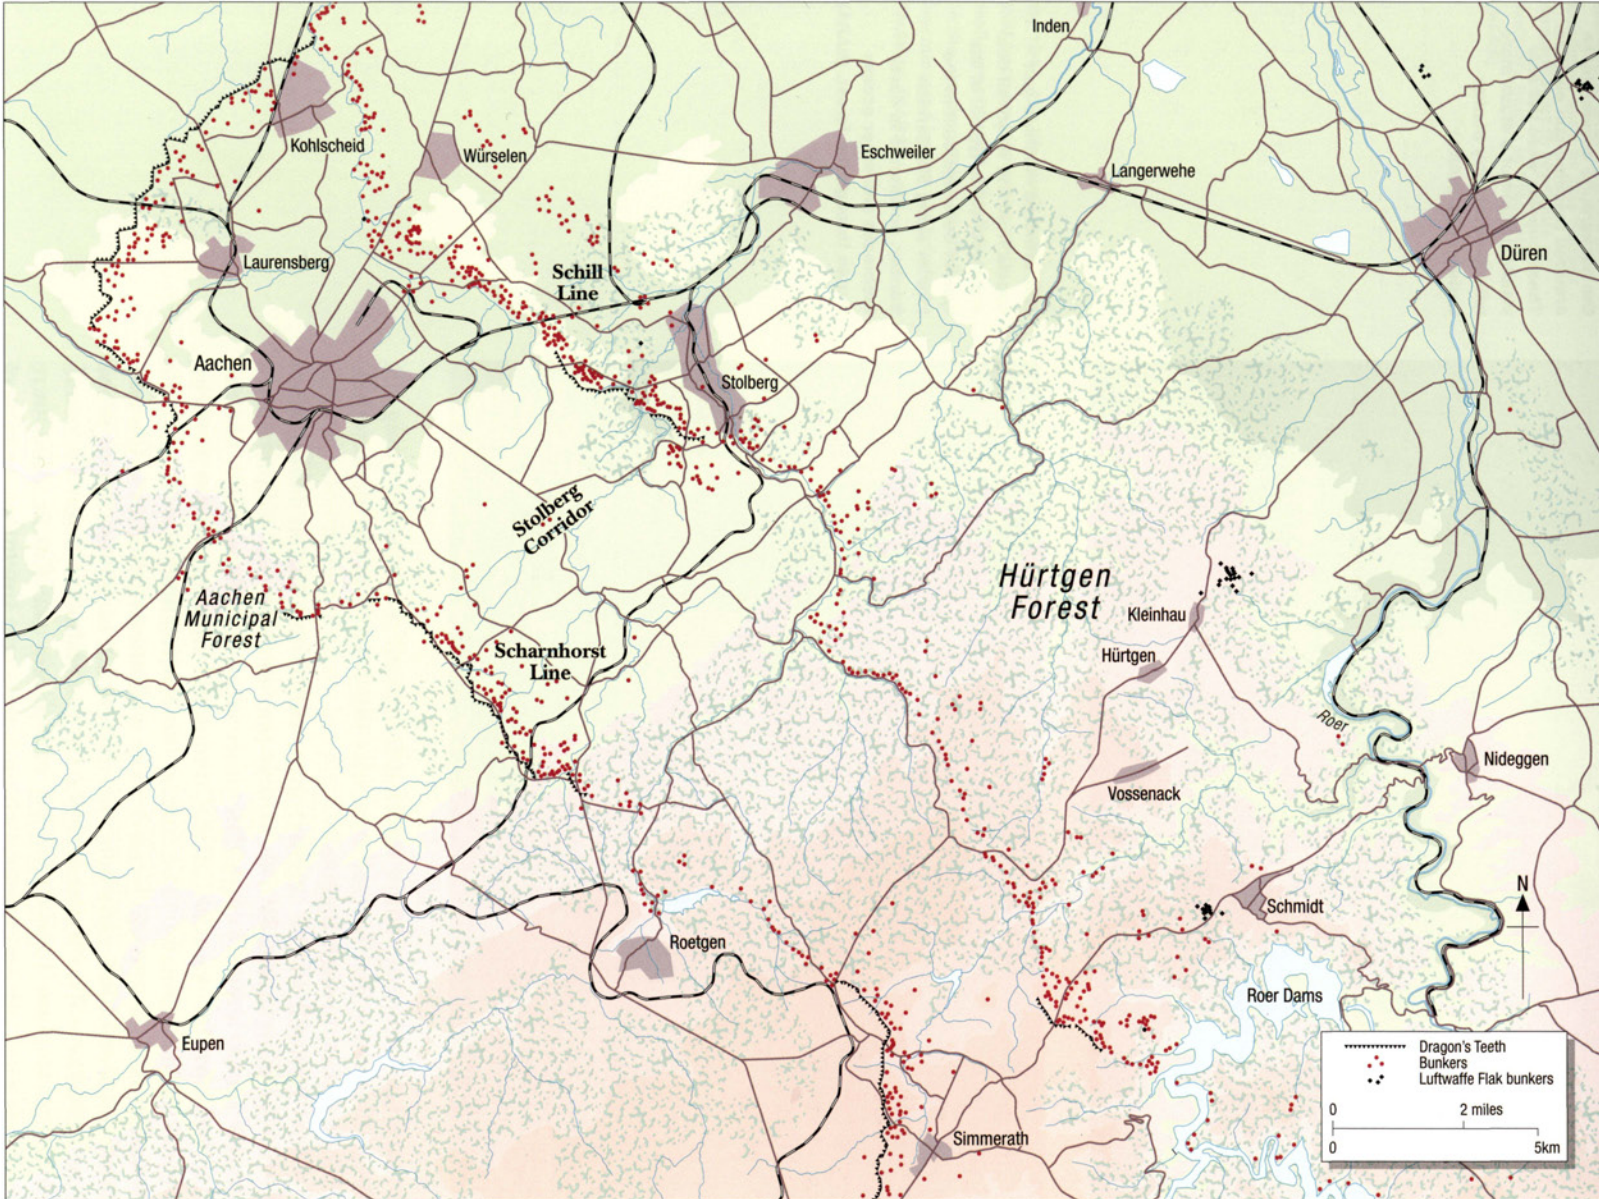 Inden
Kohlscheid
Würselen
Eschweiler
Langerwehe
Laurensberg
Düren
Schill
Line
Aachen
Stolberg
Stolberg
Corridor
Hürtgen
Forest
Aachen
Municipal
Forest
Kleinhau
Scharnhorst
Line
Hürtgen
Roer
Nideggen
Vossenack
N
Schmidt
Roetgen
Roer Dams
Eupen
Dragon's Teeth
Bunkers
Luftwaffe Flak bunkers
0 2 miles
0 5km
Simmerath